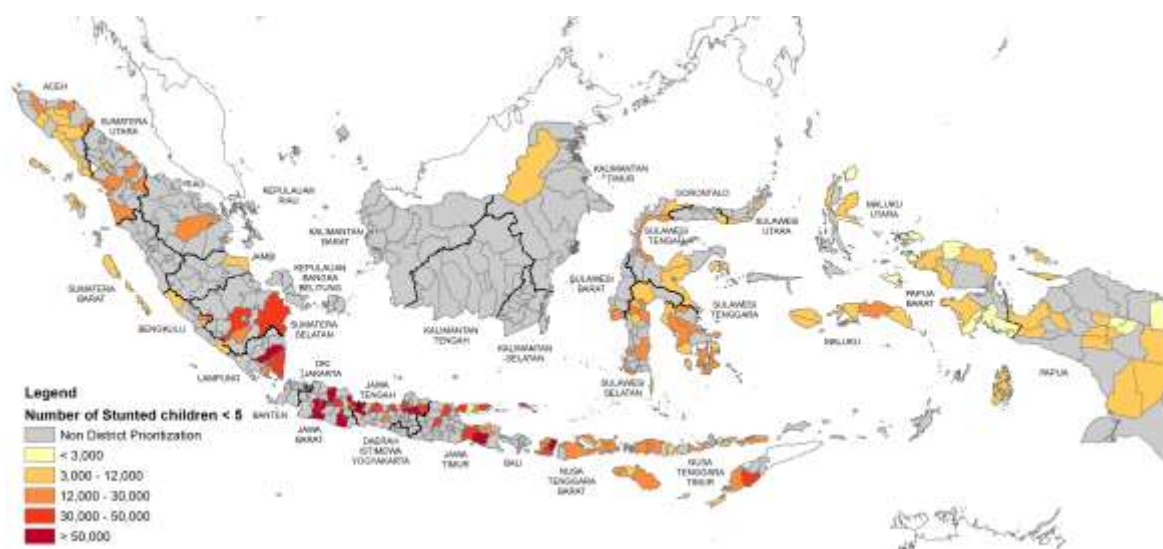 ACEH
SUMATERA
UTARA
RIAU
KEPULAUAN
RIAU
JAMBI
KEPULAUAN
BANGKA
BELITUNG
SUMATERA
BARAT
BENGKULU
SUMATERA
SELATAN
LAMPUNG
DKI
JAKARTA
BANTEN
JAWA
BARAT
JAWA
TENGAH
DAERAH
ISTIMEWA
YOGYAKARTA
JAWA
TIMUR
BALI
NUSA
TENGGARA
BARAT
NUSA
TENGGARA
TIMUR
KALIMANTAN
BARAT
KALIMANTAN
TENGAH
KALIMANTAN
SELATAN
KALIMANTAN
TIMUR
GORONTALO
SULAWESI
UTARA
SULAWESI
TENGAH
SULAWESI
BARAT
SULAWESI
TENGGARA
SULAWESI
SELATAN
MALUKU
UTARA
MALUKU
PAPUA
BARAT
PAPUA
Legend
Number of Stunted children < 5
Non District Prioritization
< 3,000
3,000 - 12,000
12,000 - 30,000
30,000 - 50,000
> 50,000